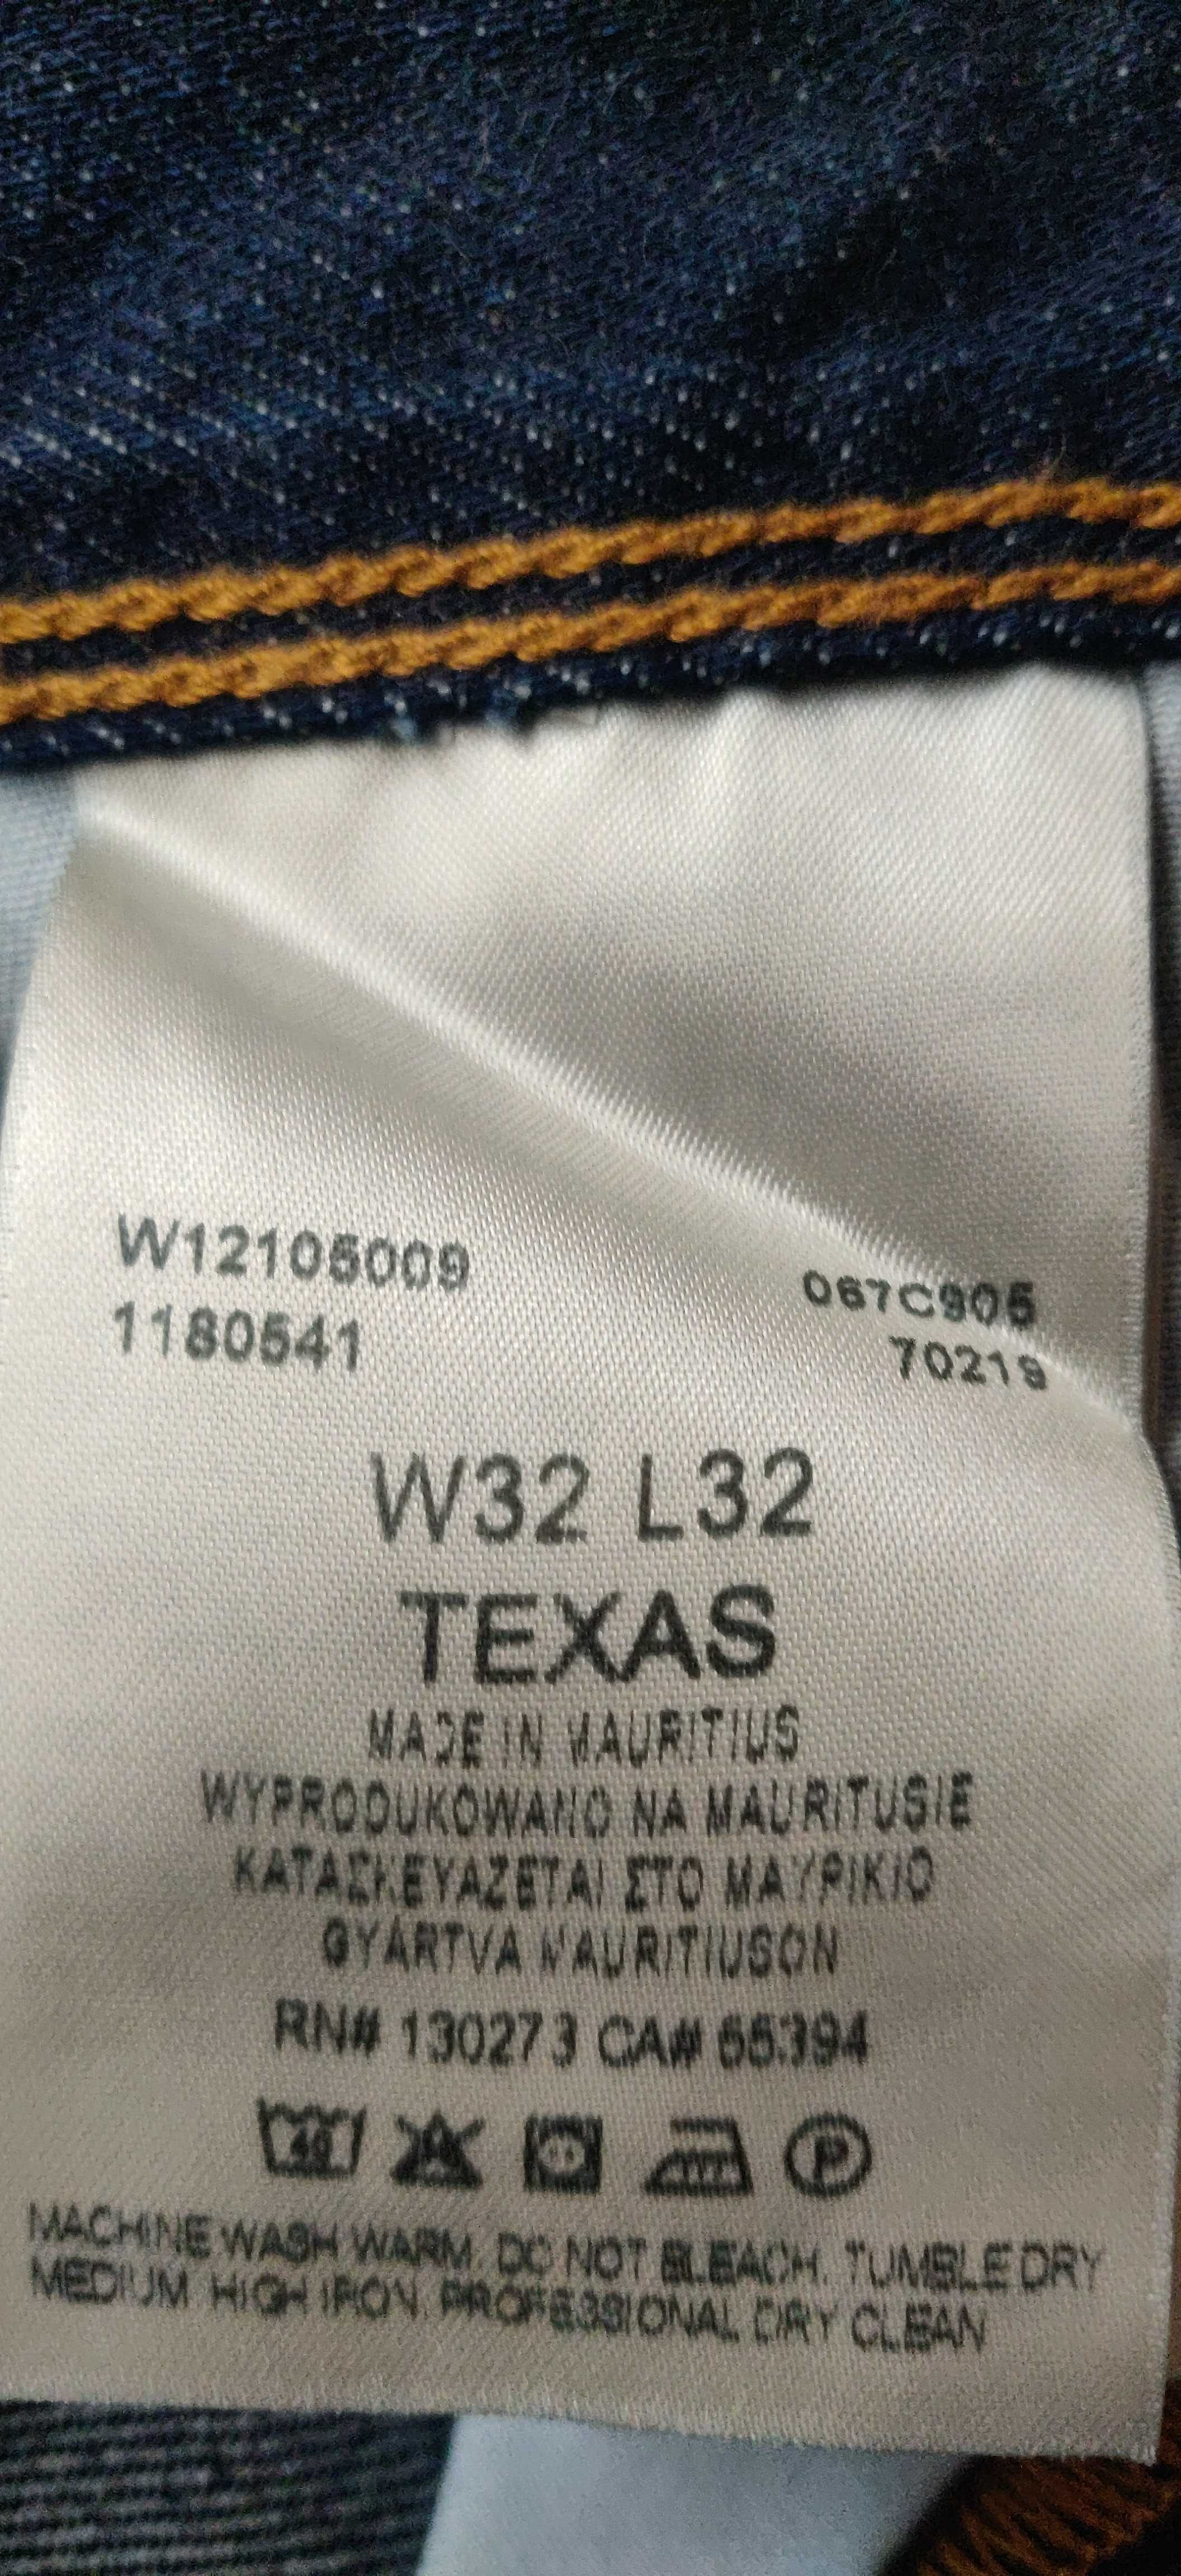 W12105009
067C905
1180541
70219
W32 L32
TEXAS
MADE IN MAURITIUS
WYPRODUKOWANO NA MAURITUSIE
ΚΑΤΑΣΚΕΥΑΖΕΤΑΙ ΣΤΟ ΜΑΥΡΙΚΙΟ
GYÁRTVA MAURITIUSON
RN# 130273 CA# 55394
40
P
MACHINE WASH WARM. DO NOT BLEACH. TUMBLE DRY
MEDIUM. HIGH IRON. PROFESSIONAL DRY CLEAN